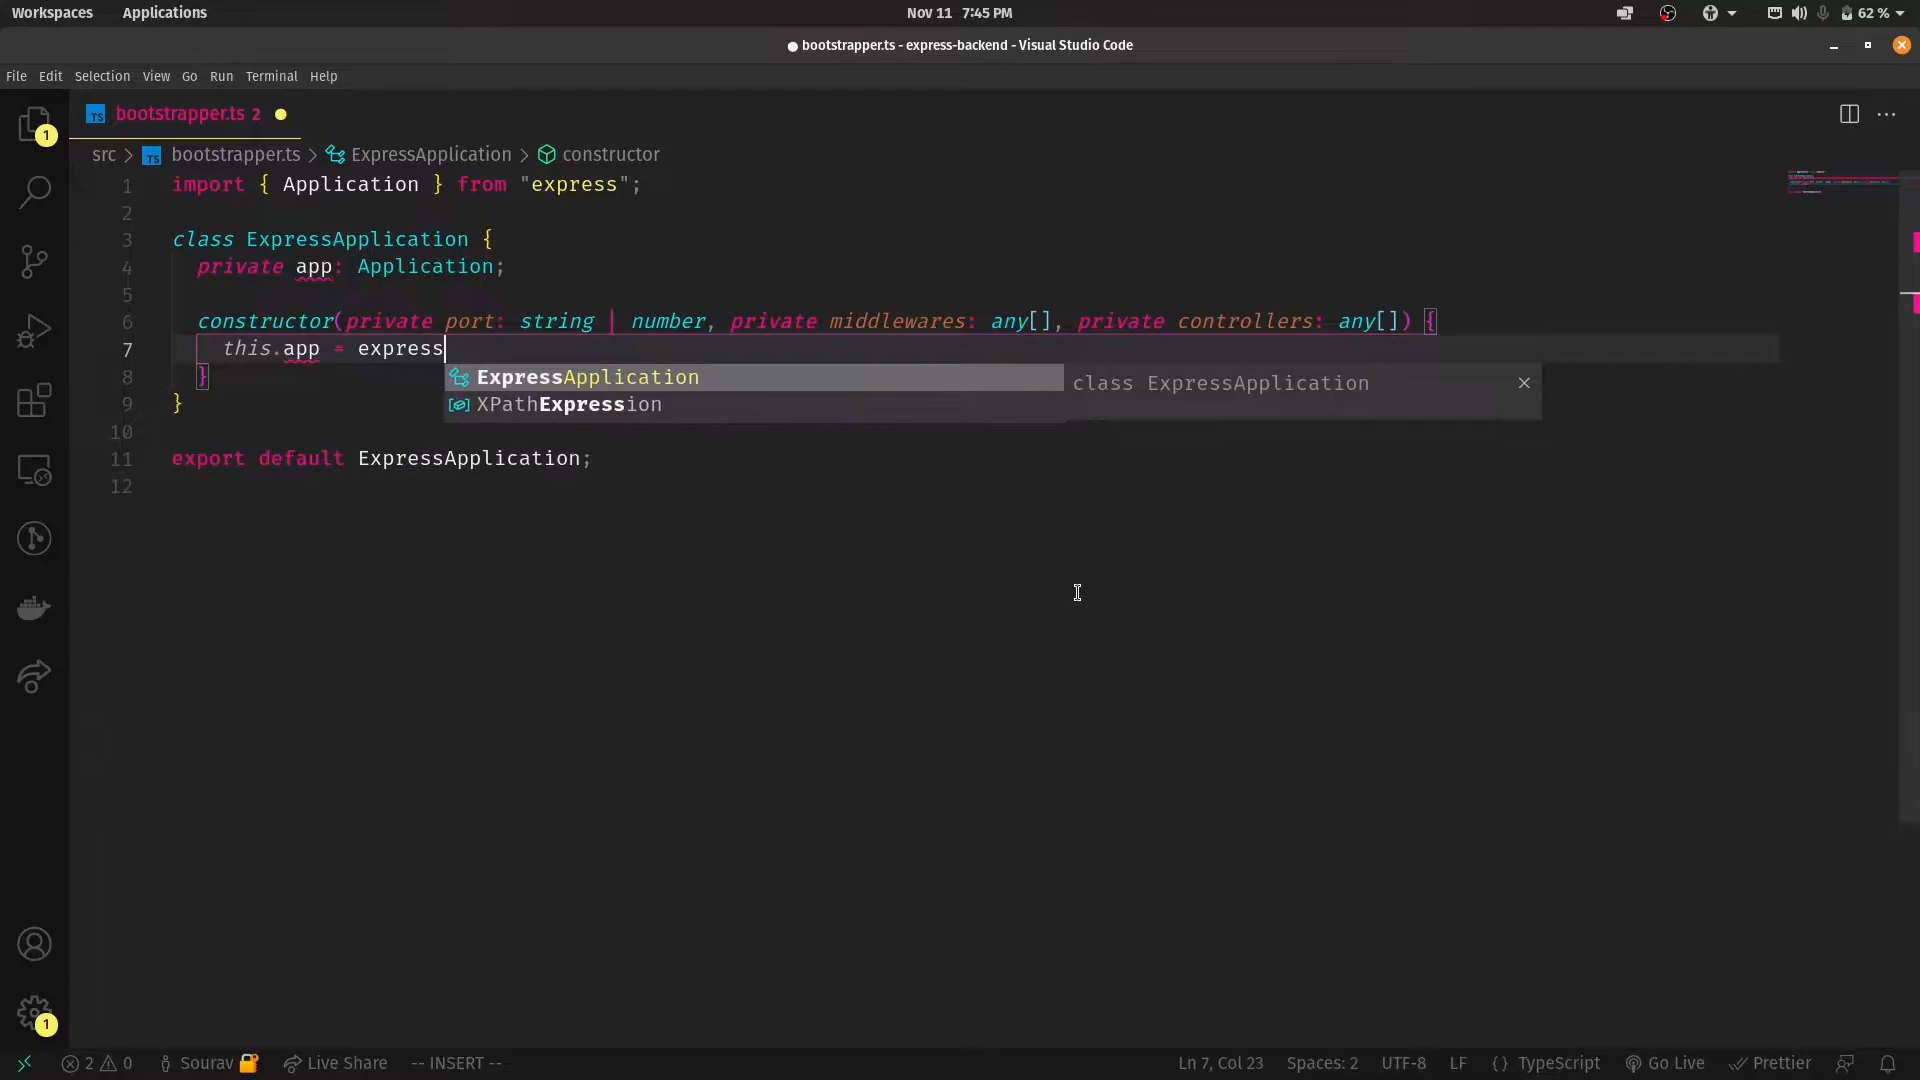 Workspaces Applications Nov 11 7:45 PM 62 %
● bootstrapper.ts - express-backend - Visual Studio Code
File Edit Selection View Go Run Terminal Help
1
TS bootstrapper.ts 2
src > TS bootstrapper.ts > ExpressApplication > constructor
1 import { Application } from "express";
2
3 class ExpressApplication {
4 private app: Application;
5
6 constructor(private port: string | number, private middlewares: any[], private controllers: any[]) {
7 this.app = express
ExpressApplication class ExpressApplication
XPathExpression
8 }
9 }
10
11 export default ExpressApplication;
12
1
2 0 Sourav 🔐 Live Share -- INSERT -- Ln 7, Col 23 Spaces: 2 UTF-8 LF {} TypeScript Go Live Prettier